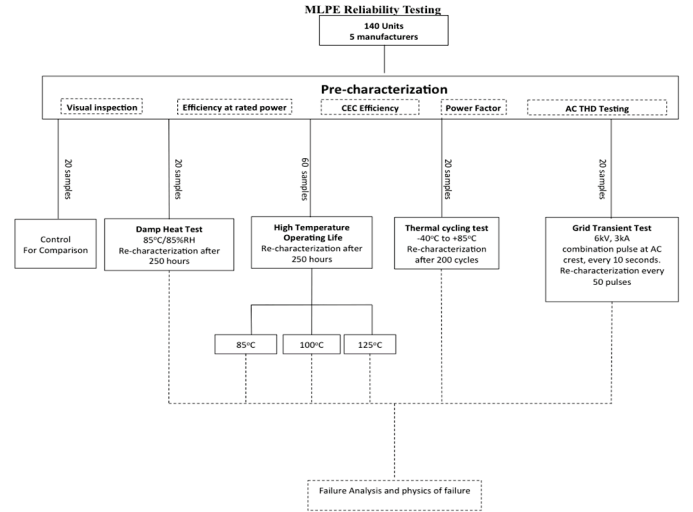 MLPE Reliability Testing
140 Units
5 manufacturers
Pre-characterization
Visual inspection
Efficiency at rated power
CEC Efficiency
Power Factor
AC THD Testing
20 samples
20 samples
60 samples
20 samples
20 samples
Control
For Comparison
Damp Heat Test
85°C/85%RH
Re-characterization after
250 hours
High Temperature
Operating Life
Re-characterization after
250 hours
Thermal cycling test
-40°C to +85°C
Re-characterization
after 200 cycles
Grid Transient Test
6kV, 3kA
combination pulse at AC
crest, every 10 seconds.
Re-characterization every
50 pulses
85°C
100°C
125°C
Failure Analysis and physics of failure